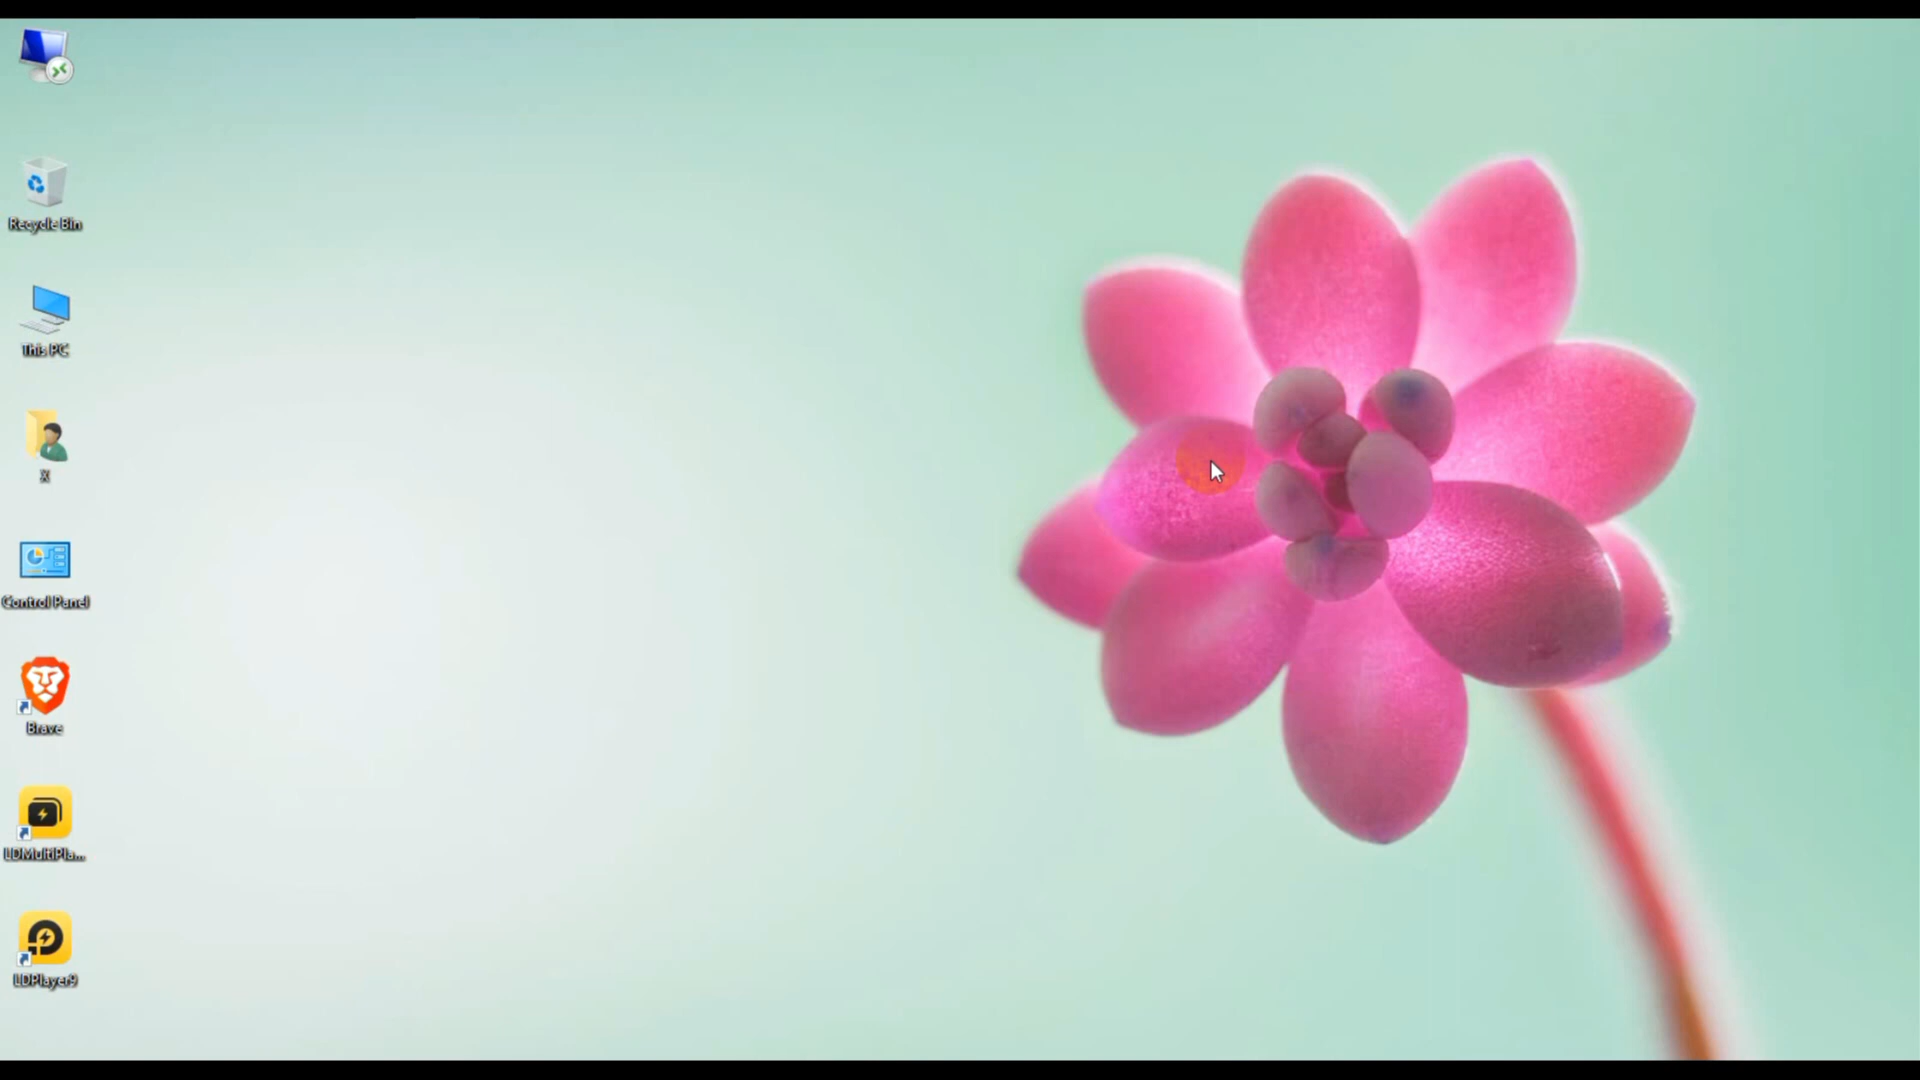 Recycle Bin
This PC
X
Control Panel
Brave
LDMultiPla...
LDPlayer9